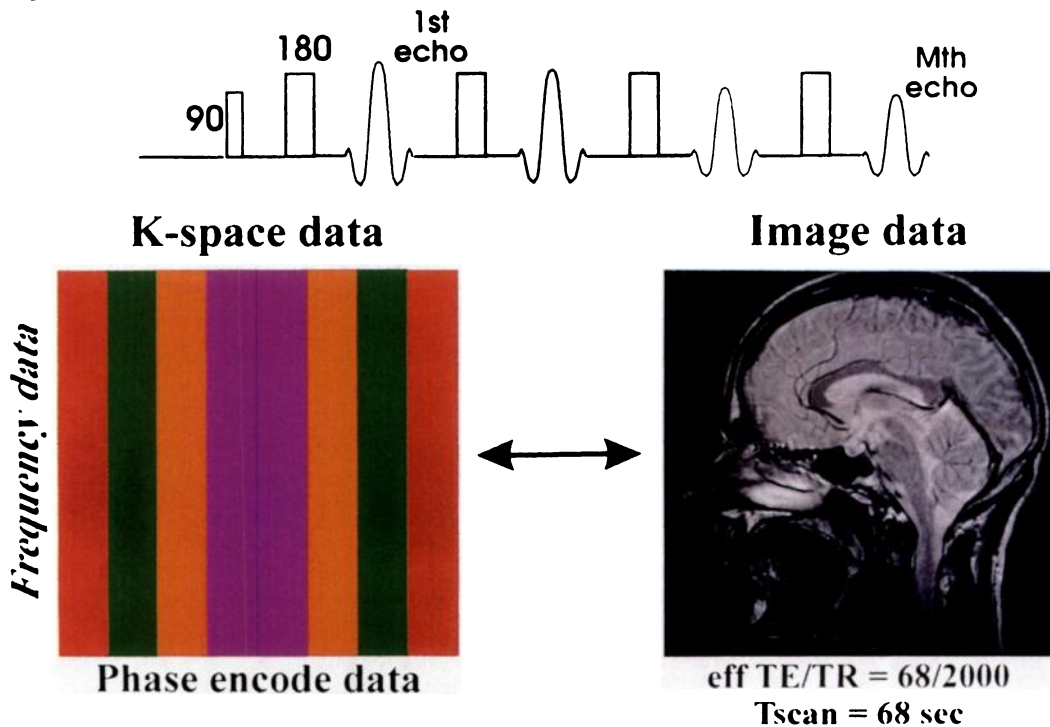 1st
echo
180
90
Mth
echo
K-space data
Image data
Frequency data
Phase encode data
eff TE/TR = 68/2000
Tscan = 68 sec